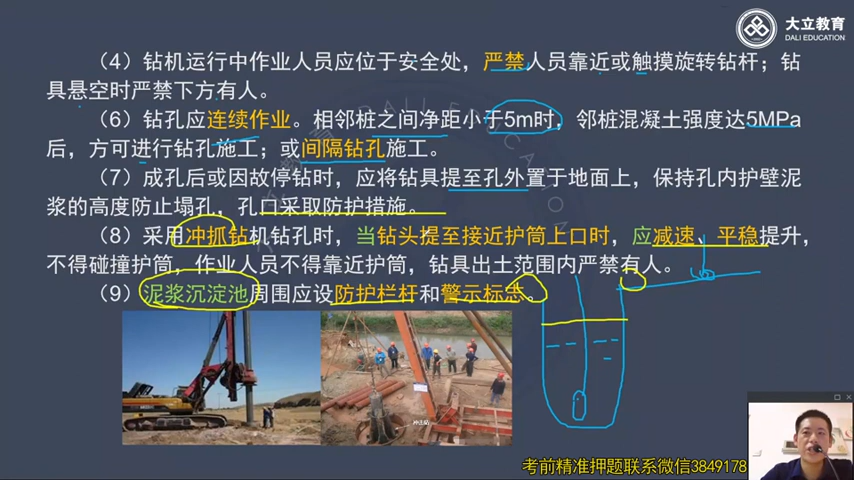 大立教育
DALI EDUCATION
（4）钻机运行中作业人员应位于安全处，严禁人员靠近或触摸旋转钻杆；钻
具悬空时严禁下方有人。
（6）钻孔应连续作业。相邻桩之间净距小于5m时，邻桩混凝土强度达5MPa
后，方可进行钻孔施工；或间隔钻孔施工。
（7）成孔后或因故停钻时，应将钻具提至孔外置于地面上，保持孔内护壁泥
浆的高度防止塌孔，孔口采取防护措施。
（8）采用冲抓钻机钻孔时，当钻头提至接近护筒上口时，应减速、平稳提升，
不得碰撞护筒，作业人员不得靠近护筒，钻具出土范围内严禁有人。
（9）泥浆沉淀池周围应设防护栏杆和警示标志。
考前精准押题联系微信3849178